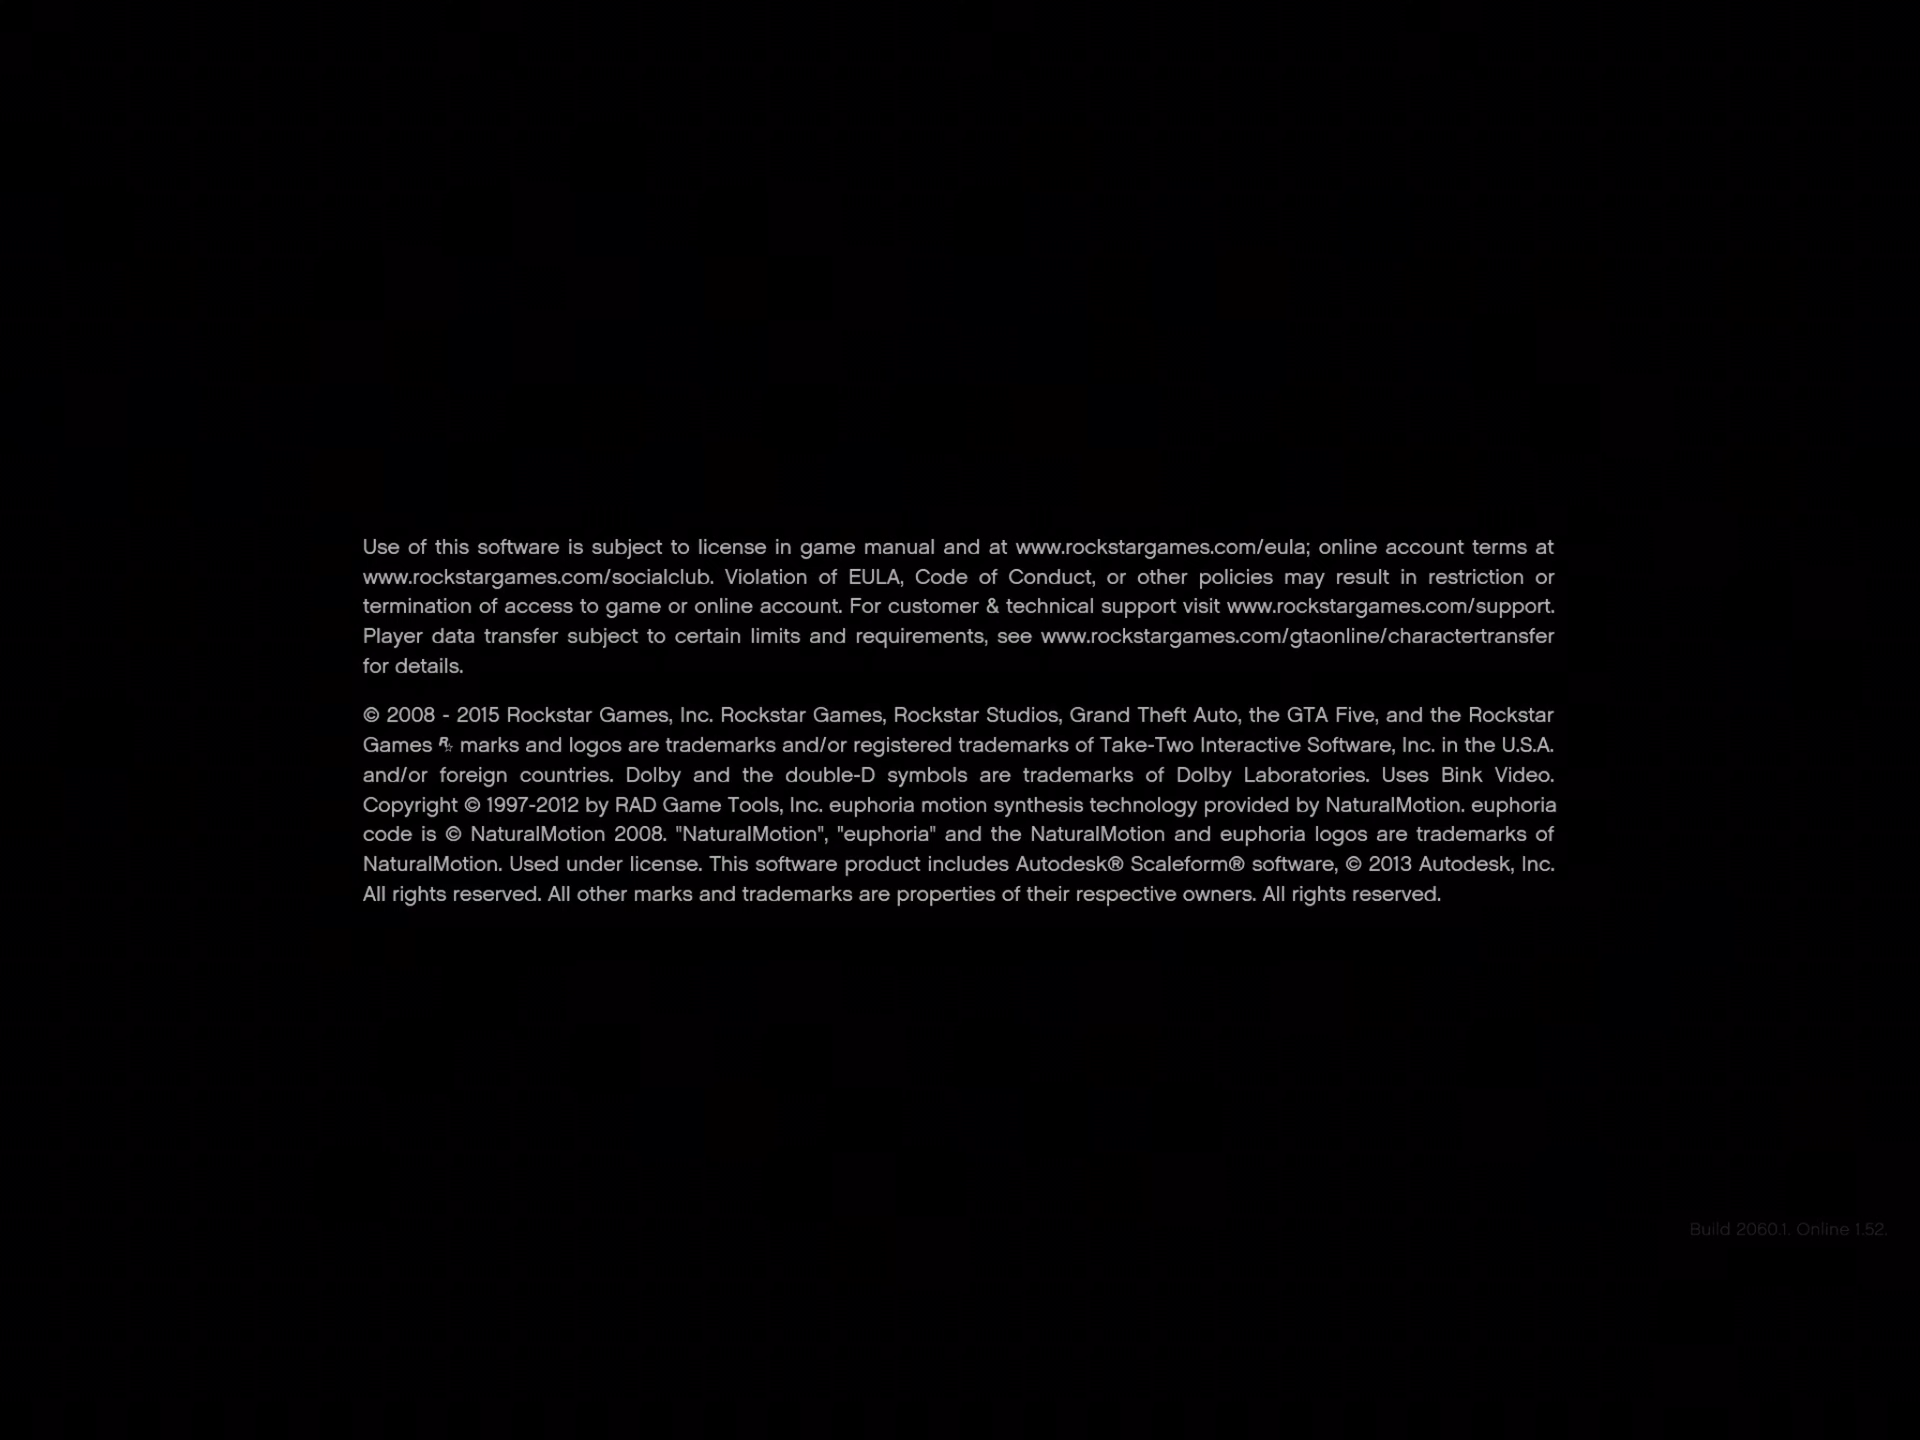 Use of this software is subject to license in game manual and at www.rockstargames.com/eula; online account terms at
www.rockstargames.com/socialclub. Violation of EULA, Code of Conduct, or other policies may result in restriction or
termination of access to game or online account. For customer & technical support visit www.rockstargames.com/support.
Player data transfer subject to certain limits and requirements, see www.rockstargames.com/gtaonline/charactertransfer
for details.
© 2008 - 2015 Rockstar Games, Inc. Rockstar Games, Rockstar Studios, Grand Theft Auto, the GTA Five, and the Rockstar
Games R* marks and logos are trademarks and/or registered trademarks of Take-Two Interactive Software, Inc. in the U.S.A.
and/or foreign countries. Dolby and the double-D symbols are trademarks of Dolby Laboratories. Uses Bink Video.
Copyright © 1997-2012 by RAD Game Tools, Inc. euphoria motion synthesis technology provided by NaturalMotion. euphoria
code is © NaturalMotion 2008. "NaturalMotion", "euphoria" and the NaturalMotion and euphoria logos are trademarks of
NaturalMotion. Used under license. This software product includes Autodesk® Scaleform® software, © 2013 Autodesk, Inc.
All rights reserved. All other marks and trademarks are properties of their respective owners. All rights reserved.
Build 2060.1. Online 1.52.